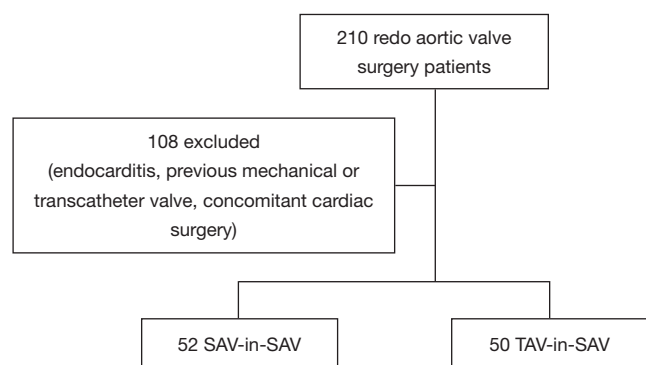 210 redo aortic valve
surgery patients
108 excluded
(endocarditis, previous mechanical or
transcatheter valve, concomitant cardiac
surgery)
52 SAV-in-SAV
50 TAV-in-SAV